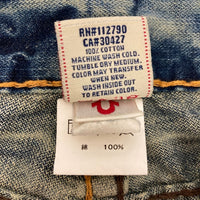 RN#112790
CA#30427
100% COTTON
MACHINE WASH COLD.
TUMBLE DRY MEDIUM.
COLOR MAY TRANSFER
WHEN NEW.
WASH INSIDE OUT
TO RETAIN COLOR.
綿 100%